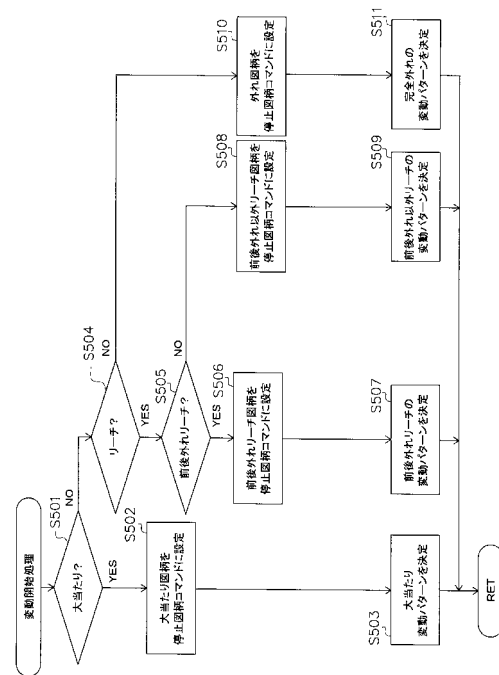 変動開始処理
S501
大当たり？
NO
YES
S502
大当たり図柄を
停止図柄コマンドに設定
S503
大当たり
変動パターンを決定
S504
リーチ？
NO
YES
S505
前後外れリーチ？
NO
YES
S506
前後外れリーチ図柄を
停止図柄コマンドに設定
S507
前後外れリーチの
変動パターンを決定
S508
前後外れ以外リーチ図柄を
停止図柄コマンドに設定
S509
前後外れ以外リーチの
変動パターンを決定
S510
外れ図柄を
停止図柄コマンドに設定
S511
完全外れの
変動パターンを決定
RET